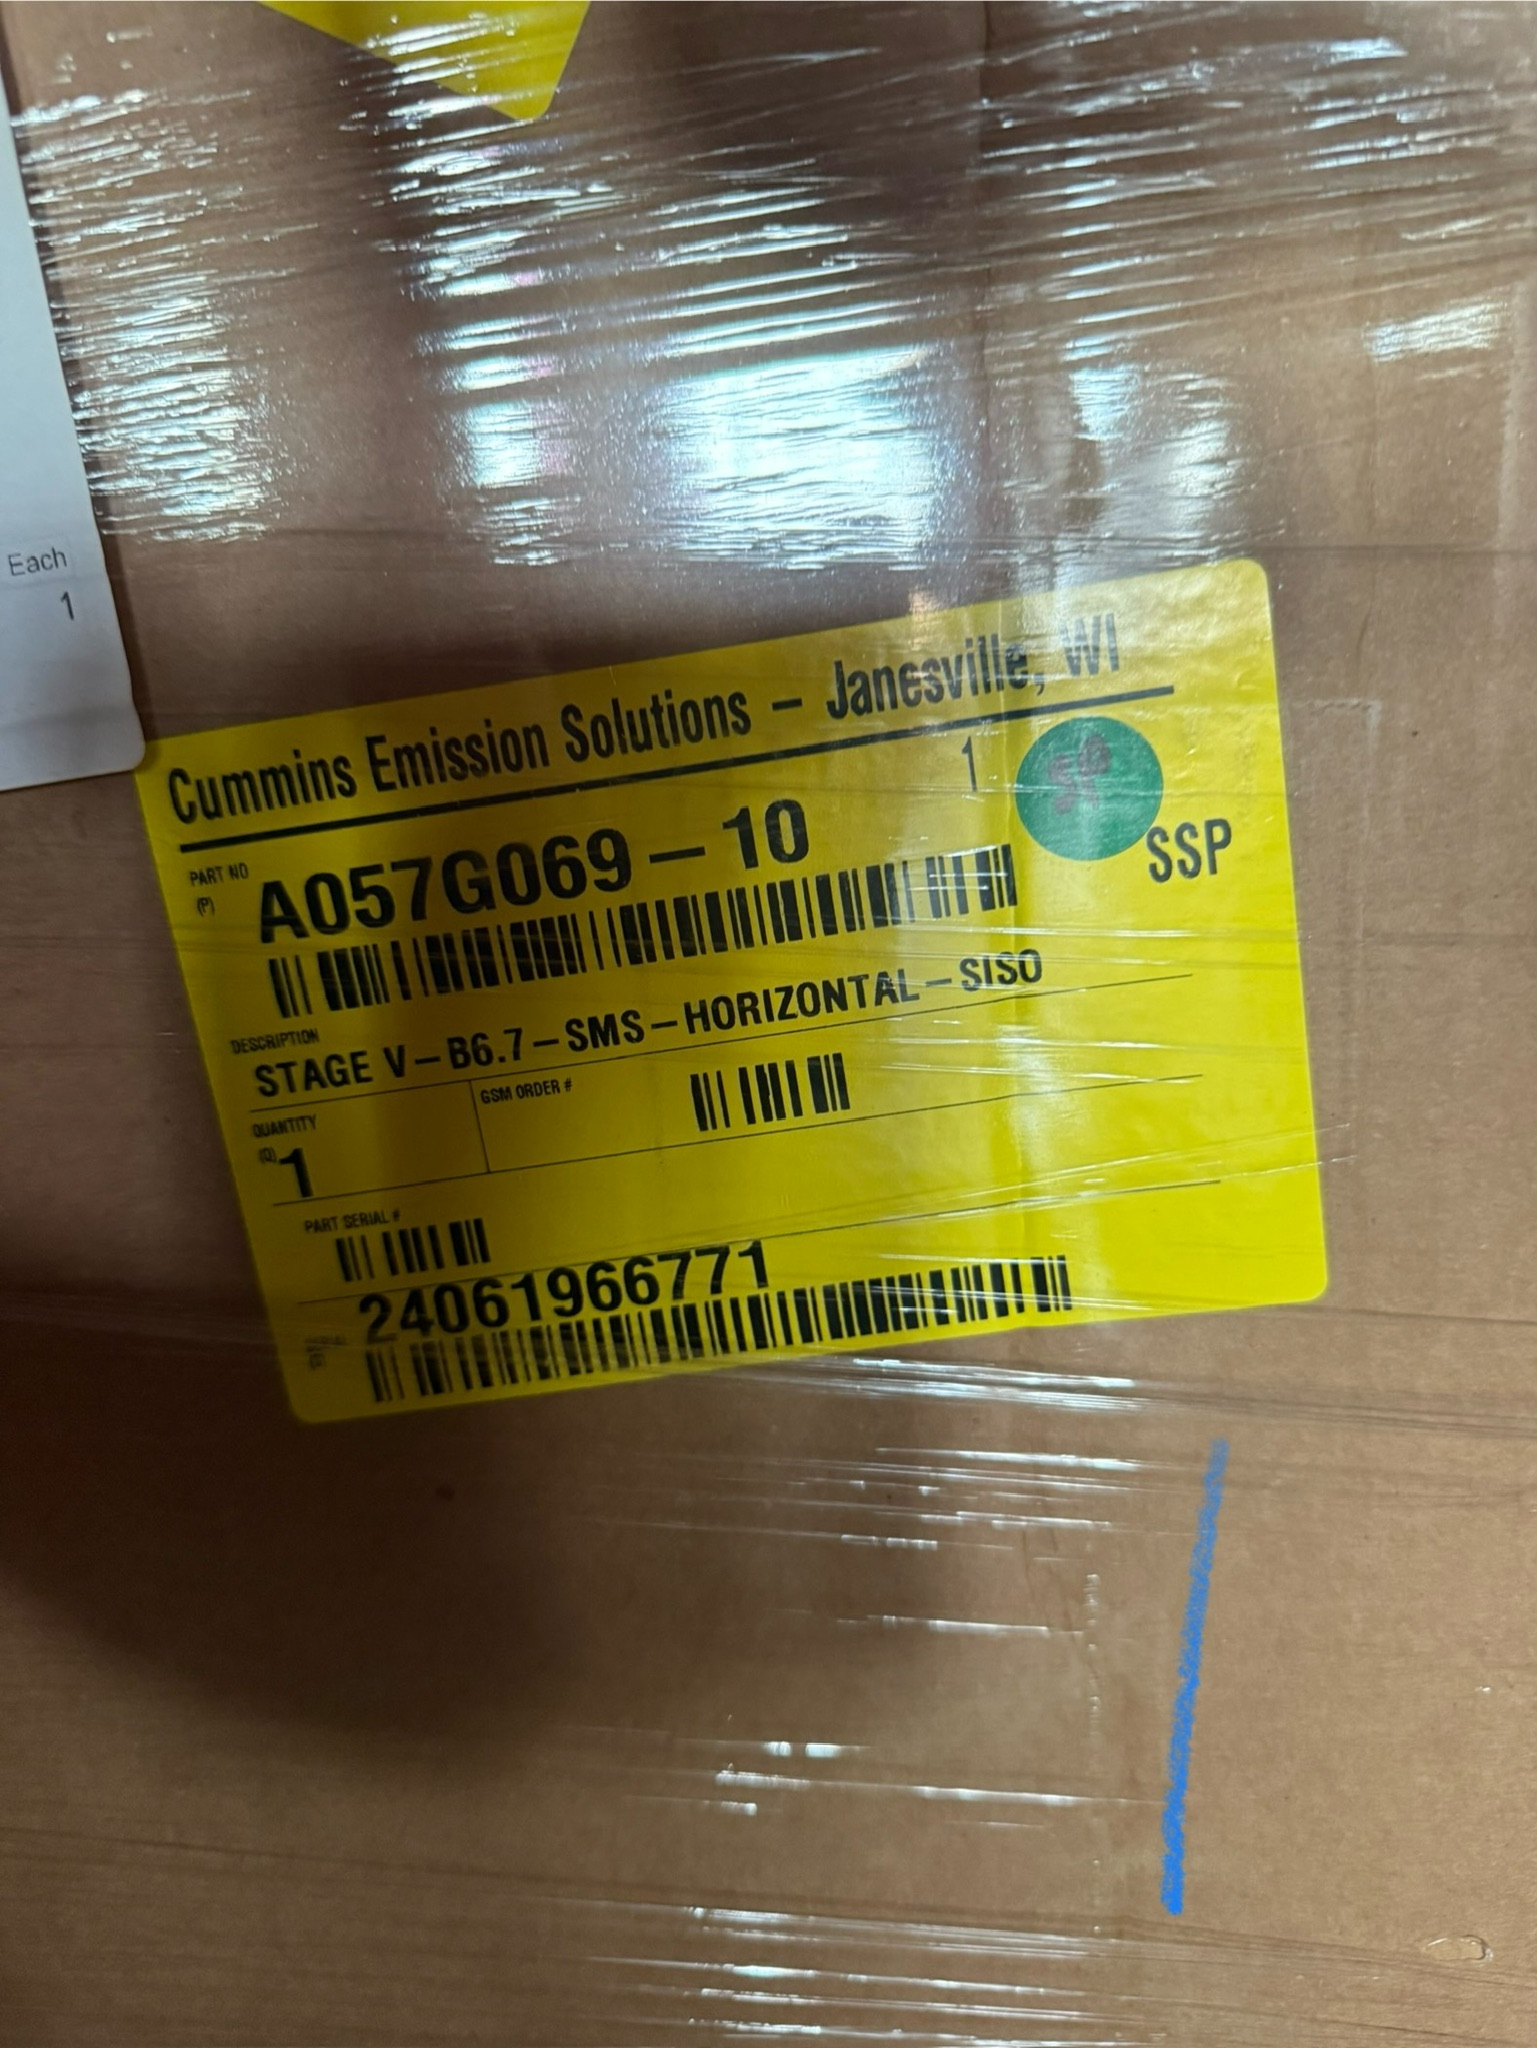 Each
1
Cummins Emission Solutions - Janesville, WI
1
PART NO
(P)
A057G069-10
SSP
DESCRIPTION
STAGE V-B6.7-SMS-HORIZONTAL-SISO
QUANTITY
(Q)
1
GSM ORDER #
PART SERIAL #
24061966771
SERIAL
(S)